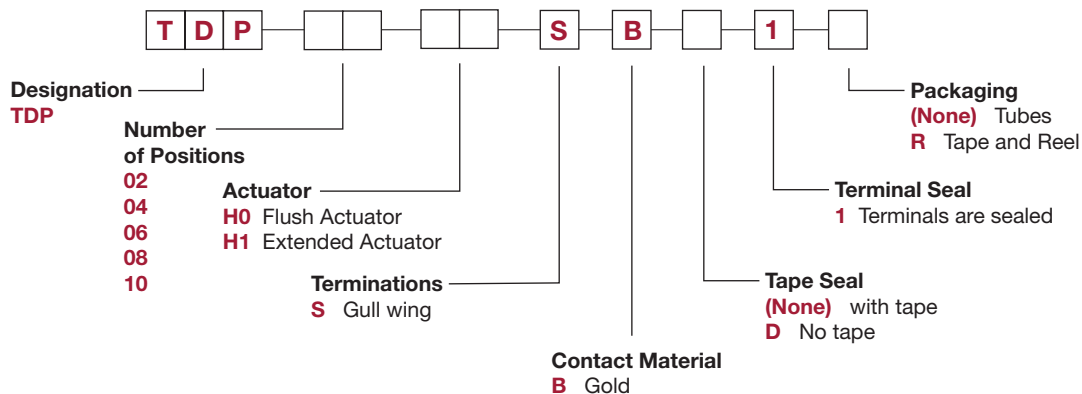 T D P S B 1
Designation
TDP
Number
of Positions
02
04
06
08
10
Actuator
H0 Flush Actuator
H1 Extended Actuator
Terminations
S Gull wing
Contact Material
B Gold
Tape Seal
(None) with tape
D No tape
Terminal Seal
1 Terminals are sealed
Packaging
(None) Tubes
R Tape and Reel